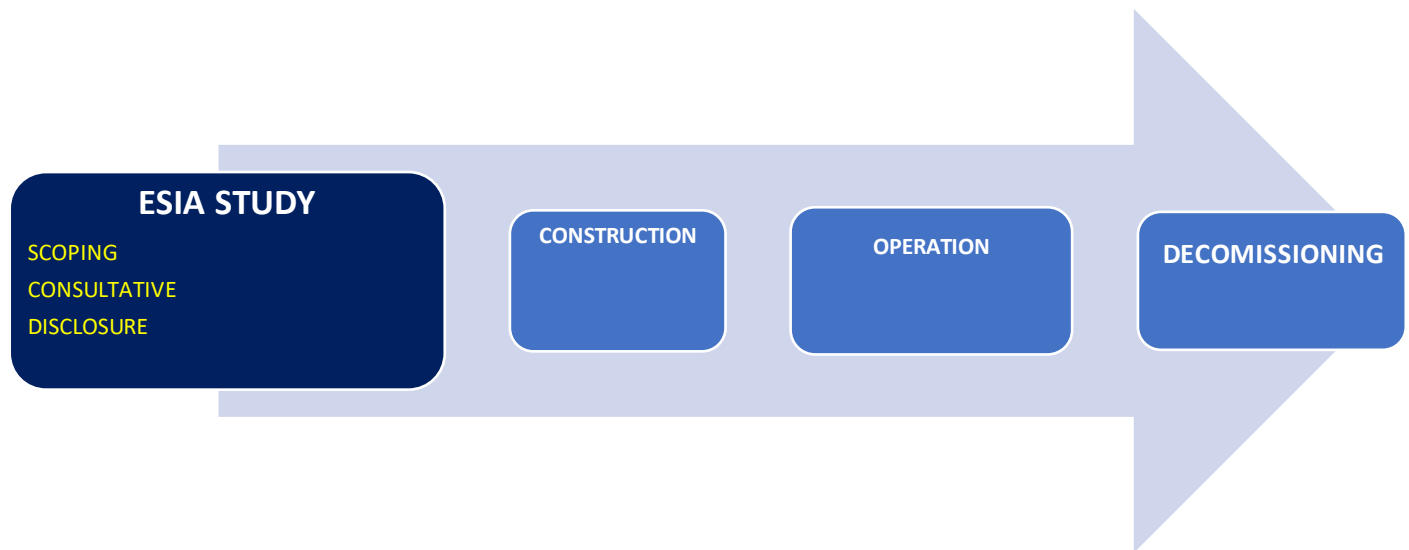 ESIA STUDY
SCOPING
CONSULTATIVE
DISCLOSURE
CONSTRUCTION
OPERATION
DECOMISSIONING